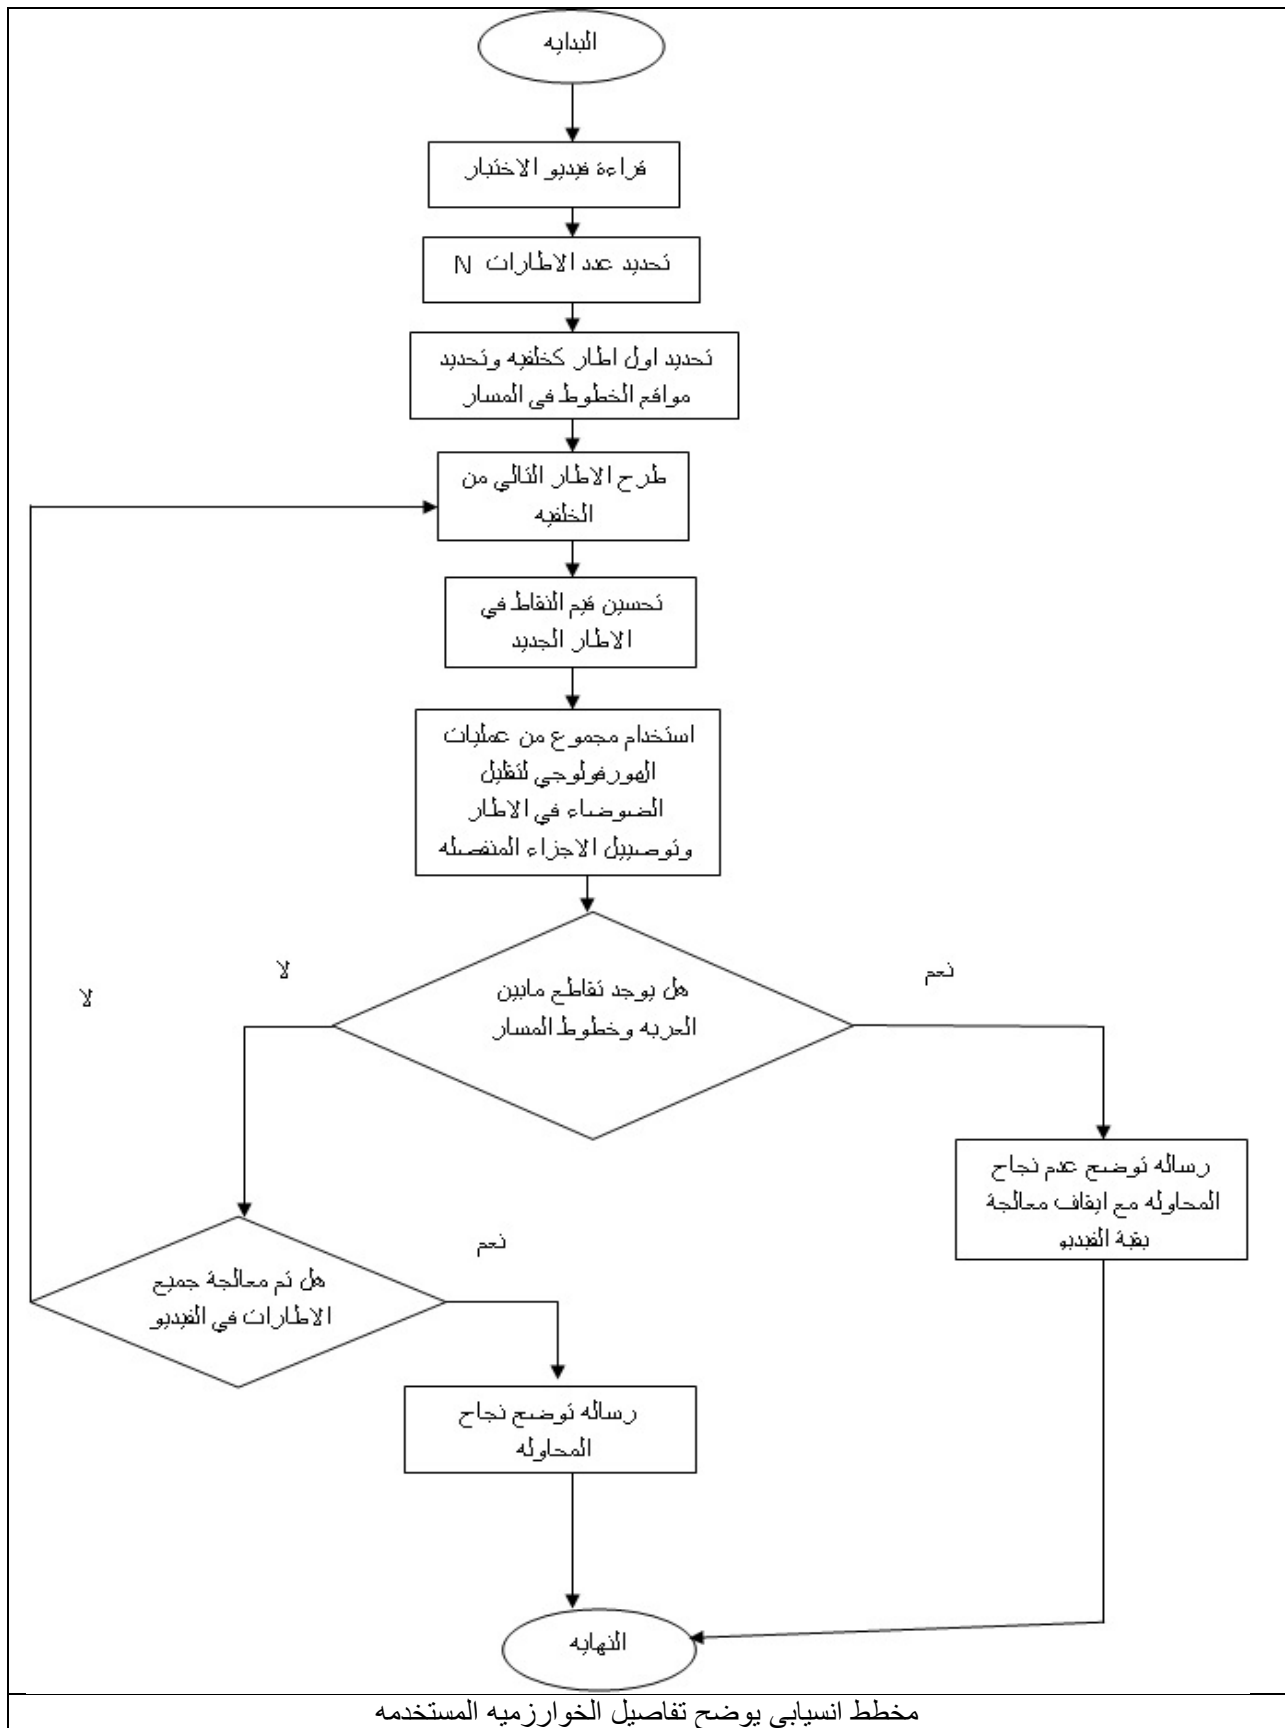 البدايه
قراءة فيديو الاختبار
تحديد عدد الاطارات N
تحديد اول اطار كخلفيه وتحديد
مواقع الخطوط في المسار
طرح الاطار التالي من
الخلفيه
تحسين قيم النقاط في
الاطار الجديد
استخدام مجموع من عمليات
المورفولوجي لتقليل
الضوضاء في الاطار
وتوصييل الاجزاء المنفصله
هل يوجد تقاطع مابين
العربه وخطوط المسار
نعم
لا
لا
رساله توضح عدم نجاح
المحاوله مع ايقاف معالجة
بقية الفيديو
هل تم معالجة جميع
الاطارات في الفيديو
نعم
رساله توضح نجاح
المحاوله
النهايه
مخطط انسيابي يوضح تفاصيل الخوارزميه المستخدمه